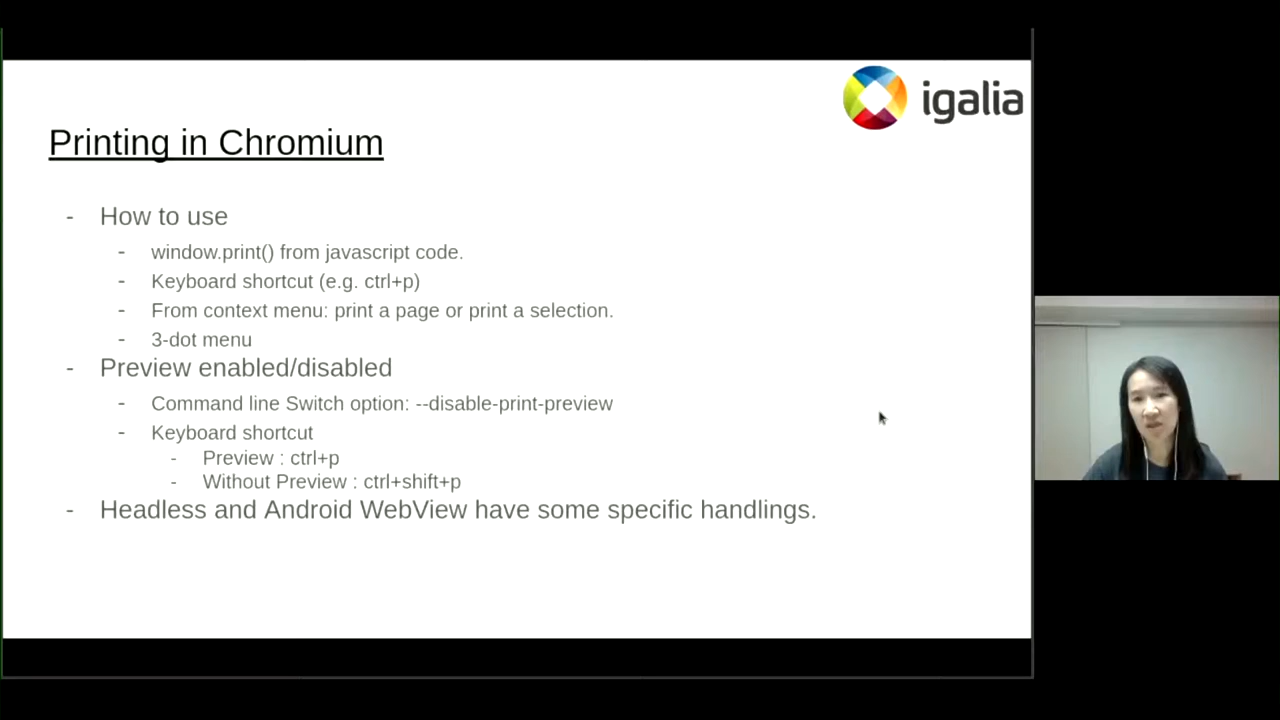 igalia
Printing in Chromium
- How to use
- window.print() from javascript code.
- Keyboard shortcut (e.g. ctrl+p)
- From context menu: print a page or print a selection.
- 3-dot menu
- Preview enabled/disabled
- Command line Switch option: --disable-print-preview
- Keyboard shortcut
- Preview : ctrl+p
- Without Preview : ctrl+shift+p
- Headless and Android WebView have some specific handlings.